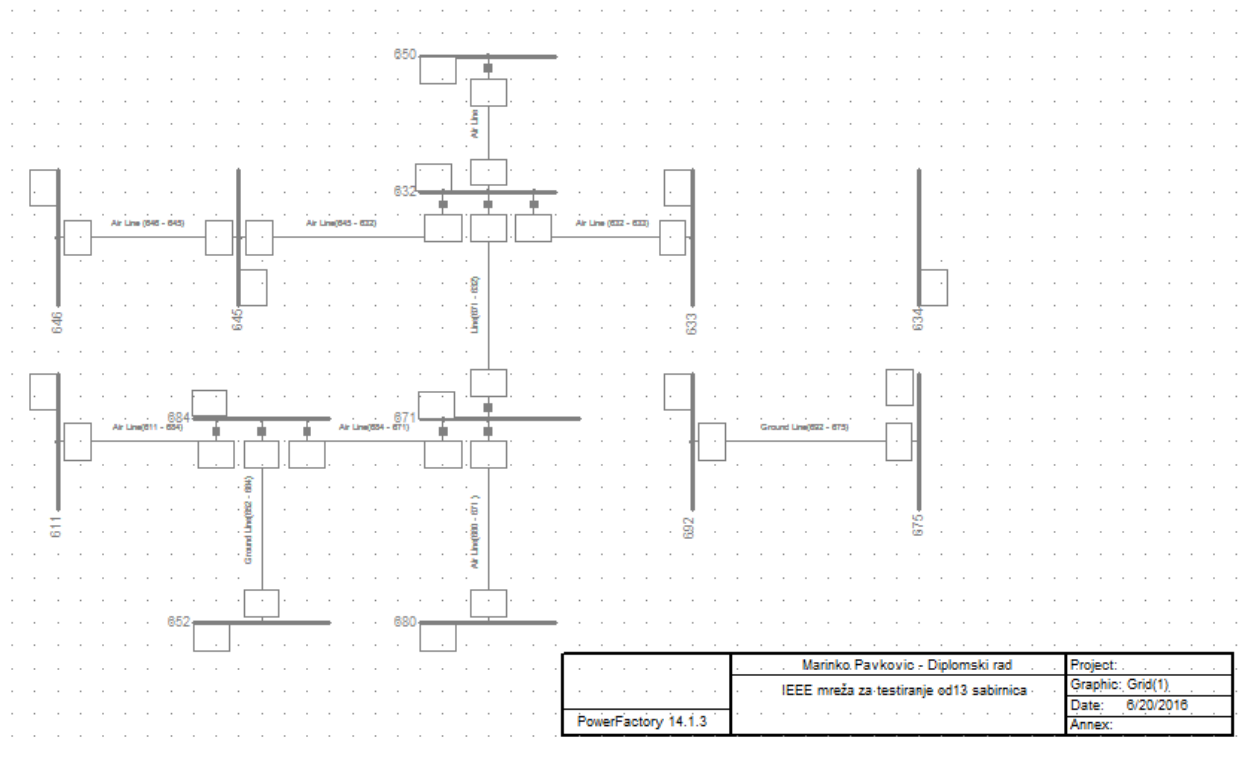 650
Air Line
632
Air Line (646 - 645)
Air Line(645 - 632)
Air Line (632 - 633)
Line(671 - 632)
646
645
633
634
684
671
Air Line(611 - 684)
Air Line(684 - 671)
Ground Line(692 - 675)
Ground Line(652 - 684)
Air Line(680 - 671 )
611
692
675
652
680
Marinko Pavkovic - Diplomski rad
Project:
IEEE mreža za testiranje od13 sabirnica
Graphic: Grid(1)
Date: 6/20/2016
PowerFactory 14.1.3
Annex: